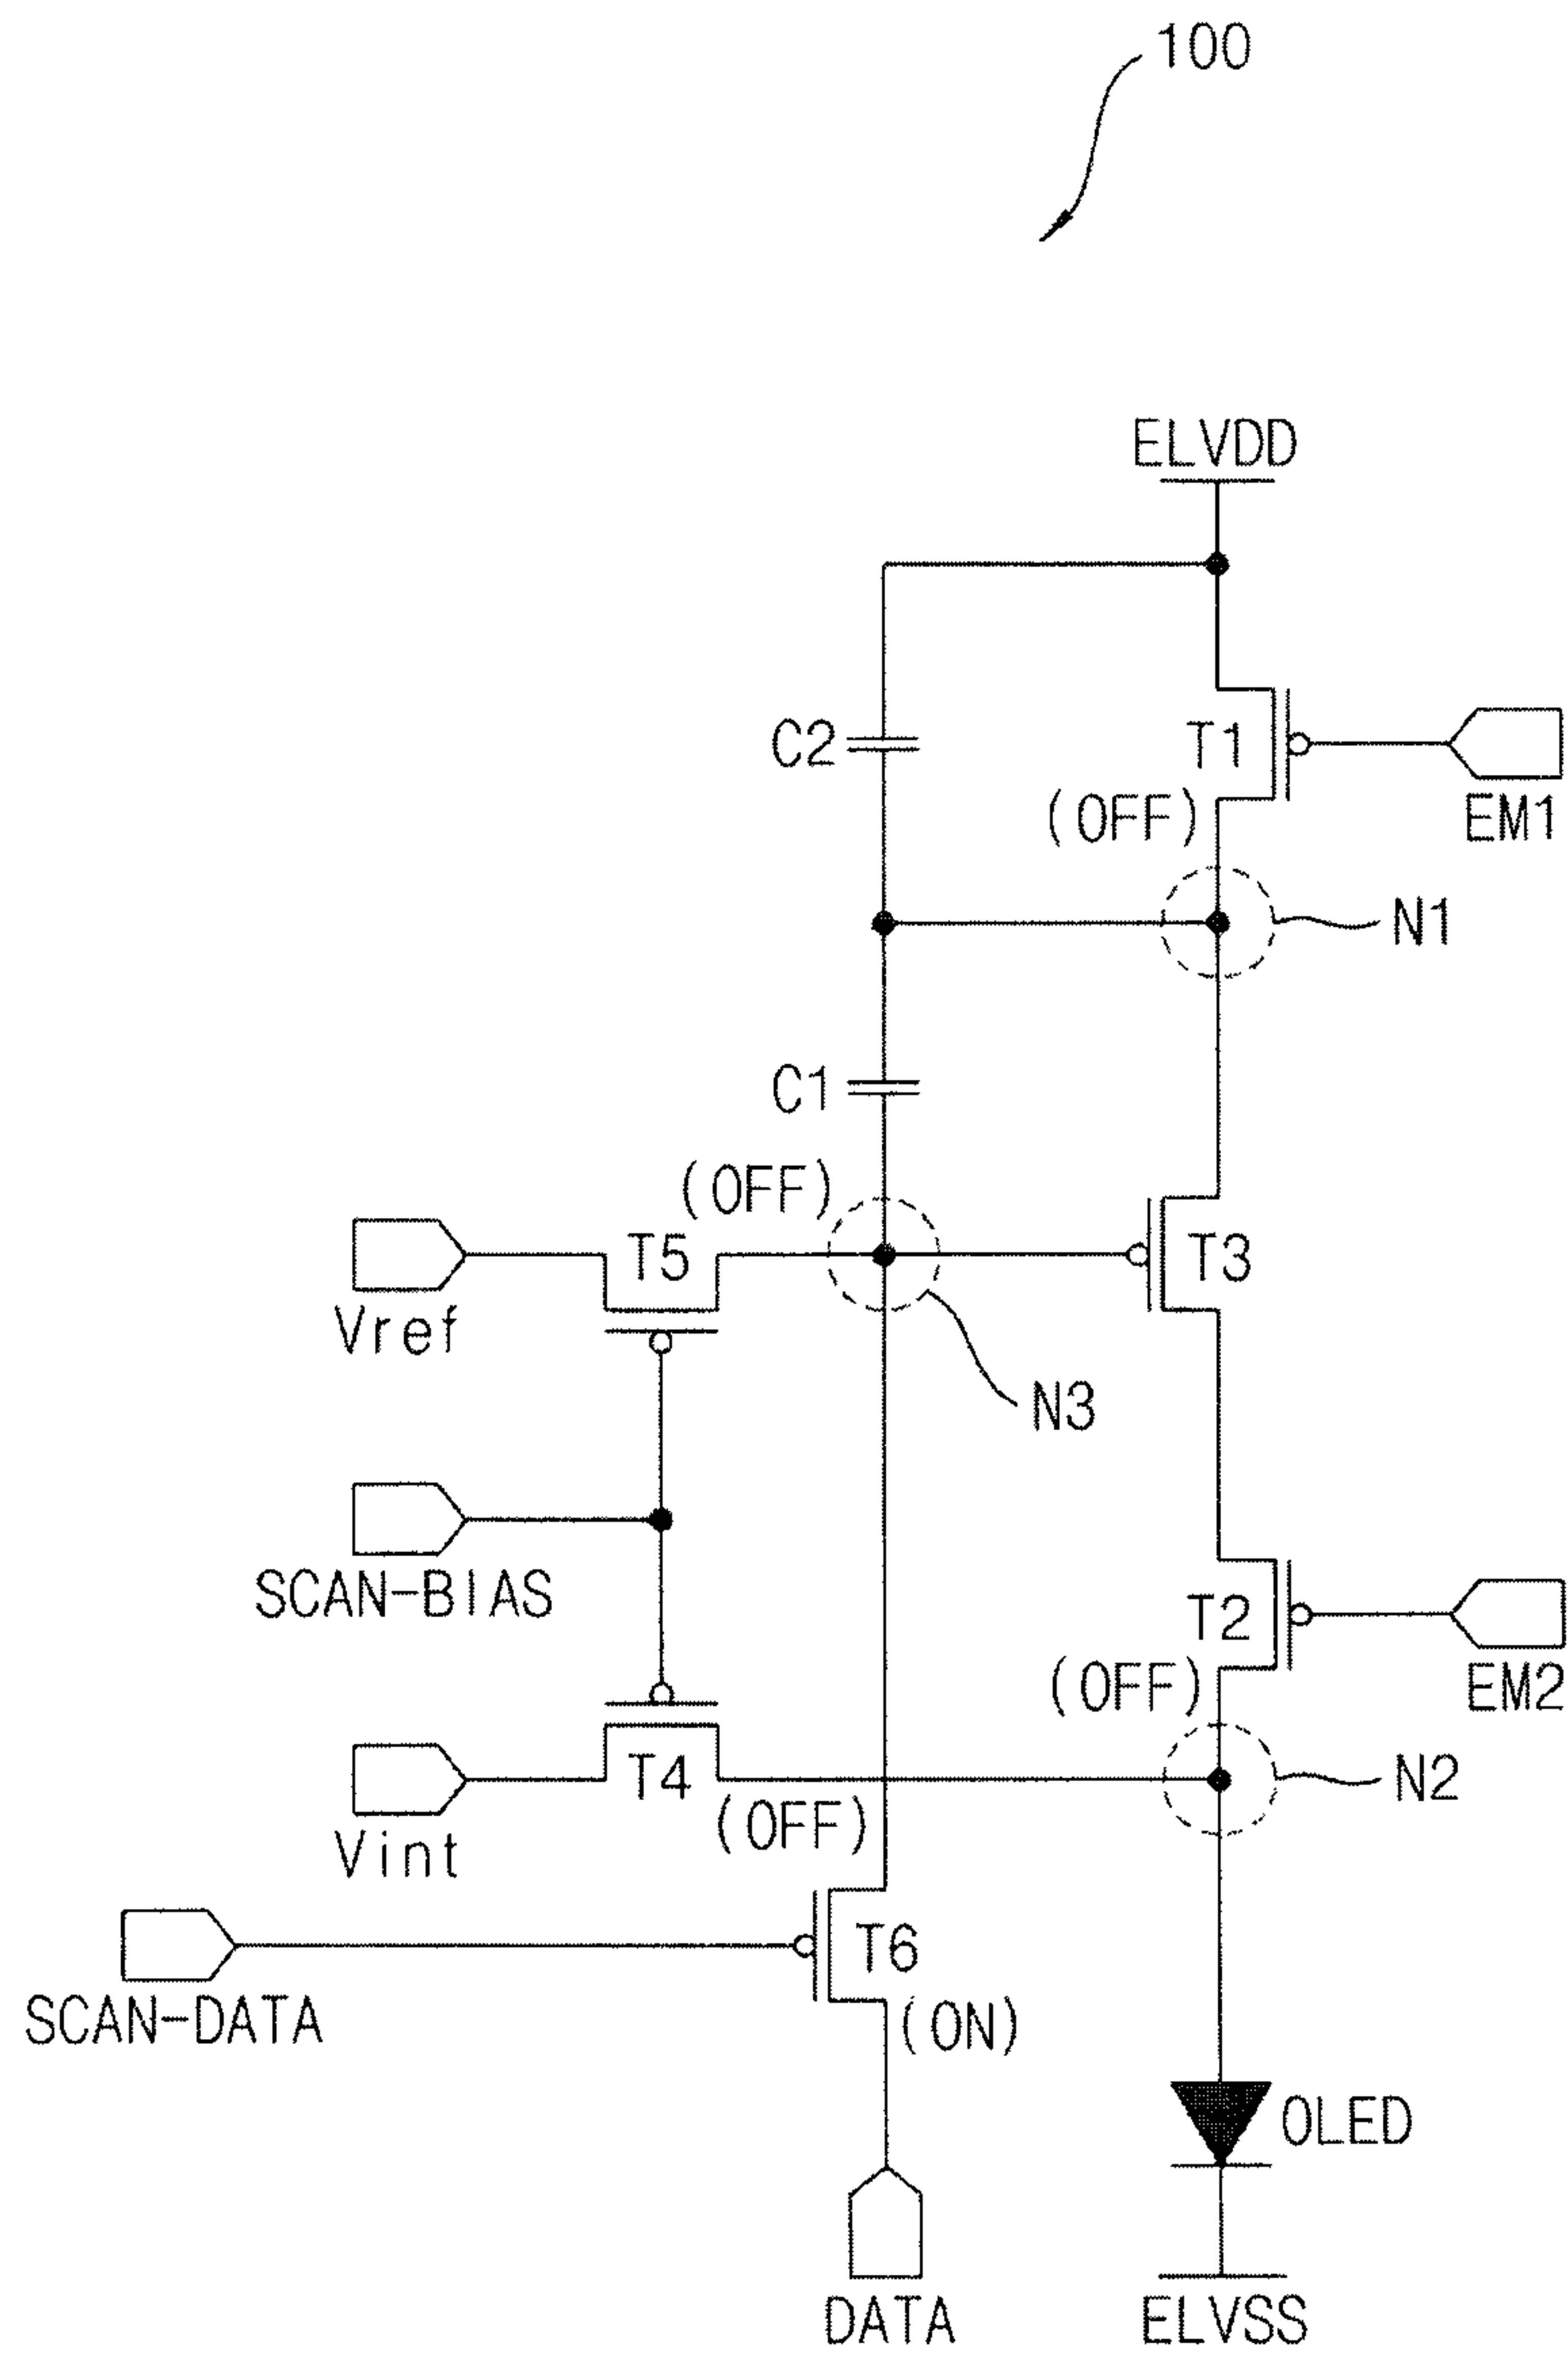 100
ELVDD
C2
T1
(OFF)
EM1
N1
C1
(OFF)
T5
T3
Vref
N3
SCAN-BIAS
T2
(OFF)
EM2
T4
N2
(OFF)
Vint
T6
SCAN-DATA
(ON)
OLED
DATA
ELVSS